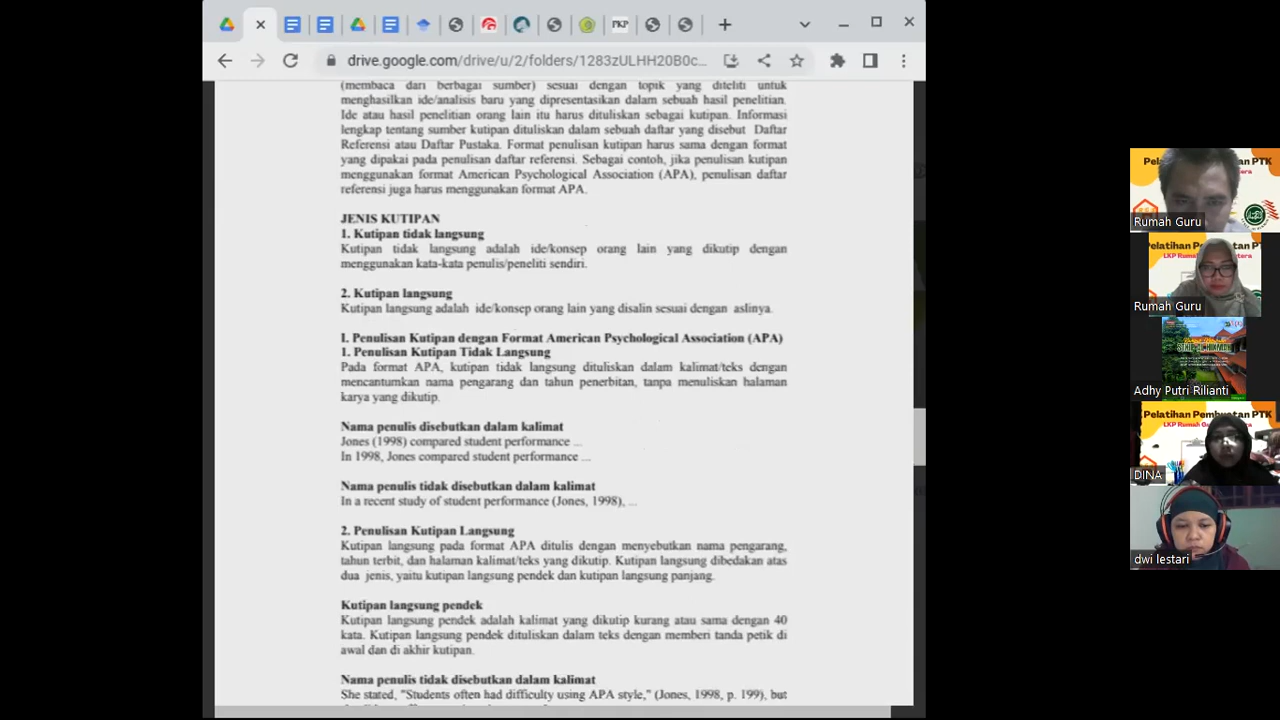 PKP
drive.google.com/drive/u/2/folders/1283zULHH20B0c...
(membaca dari berbagai sumber) sesuai dengan topik yang diteliti untuk
menghasilkan ide/analisis baru yang dipresentasikan dalam sebuah hasil penelitian.
Ide atau hasil penelitian orang lain itu harus dituliskan sebagai kutipan. Informasi
lengkap tentang sumber kutipan dituliskan dalam sebuah daftar yang disebut Daftar
Referensi atau Daftar Pustaka. Format penulisan kutipan harus sama dengan format
yang dipakai pada penulisan daftar referensi. Sebagai contoh, jika penulisan kutipan
menggunakan format American Psychological Association (APA), penulisan daftar
referensi juga harus menggunakan format APA.
JENIS KUTIPAN
1. Kutipan tidak langsung
Kutipan tidak langsung adalah ide/konsep orang lain yang dikutip dengan
menggunakan kata-kata penulis/peneliti sendiri.
2. Kutipan langsung
Kutipan langsung adalah ide/konsep orang lain yang disalin sesuai dengan aslinya.
I. Penulisan Kutipan dengan Format American Psychological Association (APA)
1. Penulisan Kutipan Tidak Langsung
Pada format APA, kutipan tidak langsung dituliskan dalam kalimat/teks dengan
mencantumkan nama pengarang dan tahun penerbitan, tanpa menuliskan halaman
karya yang dikutip.
Nama penulis disebutkan dalam kalimat
Jones (1998) compared student performance ...
In 1998, Jones compared student performance ...
Nama penulis tidak disebutkan dalam kalimat
In a recent study of student performance (Jones, 1998), ...
2. Penulisan Kutipan Langsung
Kutipan langsung pada format APA ditulis dengan menyebutkan nama pengarang,
tahun terbit, dan halaman kalimat/teks yang dikutip. Kutipan langsung dibedakan atas
dua jenis, yaitu kutipan langsung pendek dan kutipan langsung panjang.
Kutipan langsung pendek
Kutipan langsung pendek adalah kalimat yang dikutip kurang atau sama dengan 40
kata. Kutipan langsung pendek dituliskan dalam teks dengan memberi tanda petik di
awal dan di akhir kutipan.
Nama penulis tidak disebutkan dalam kalimat
She stated, "Students often had difficulty using APA style," (Jones, 1998, p. 199), but
Rumah Guru
Rumah Guru
Adhy Putri Rilianti
Pelatihan Pembuatan PTK
LKP Rumah
DINA
dwi lestari